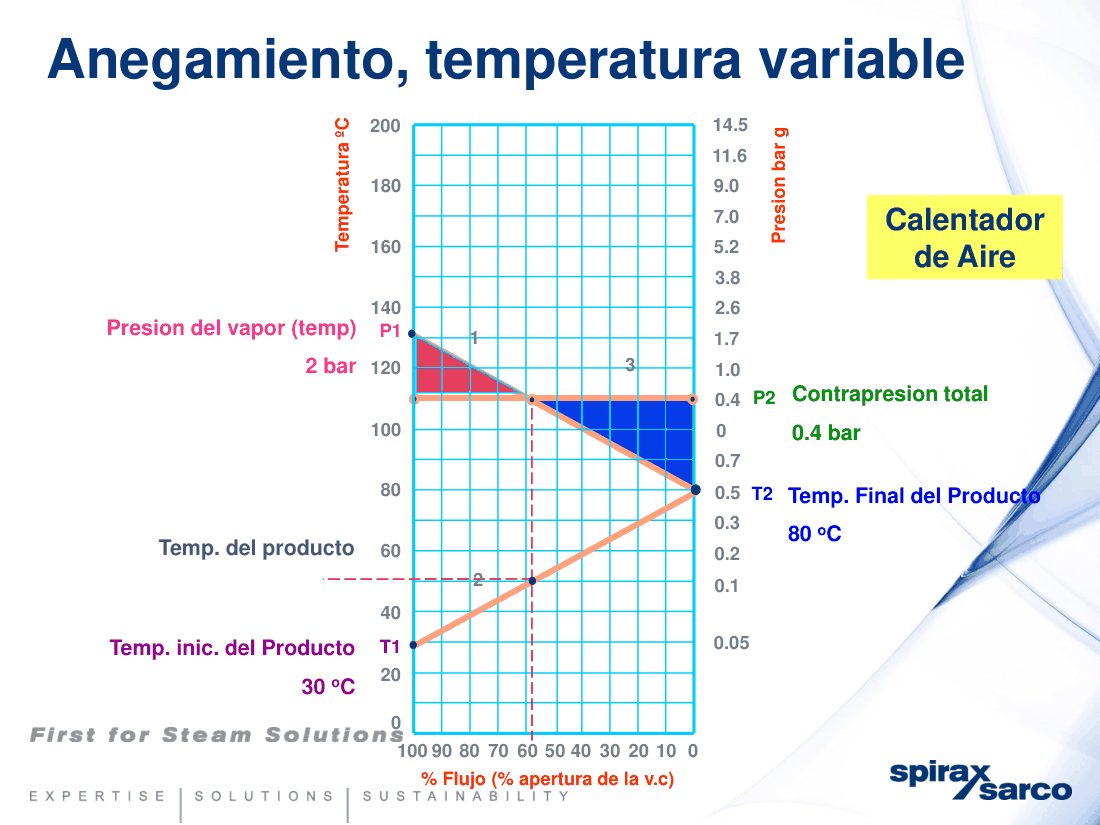 Anegamiento, temperatura variable
Temperatura ºC
200
180
160
140
120
100
80
60
40
20
0
14.5
11.6
9.0
7.0
5.2
3.8
2.6
1.7
1.0
0.4
0
0.7
0.5
0.3
0.2
0.1
0.05
Presion bar g
Calentador
de Aire
Presion del vapor (temp)
P1
2 bar
1
3
P2
Contrapresion total
0.4 bar
T2
Temp. Final del Producto
80 ºC
Temp. del producto
2
Temp. inic. del Producto
T1
30 ºC
First for Steam Solutions
100 90 80 70 60 50 40 30 20 10 0
% Flujo (% apertura de la v.c)
EXPERTISE SOLUTIONS SUSTAINABILITY
spirax
sarco